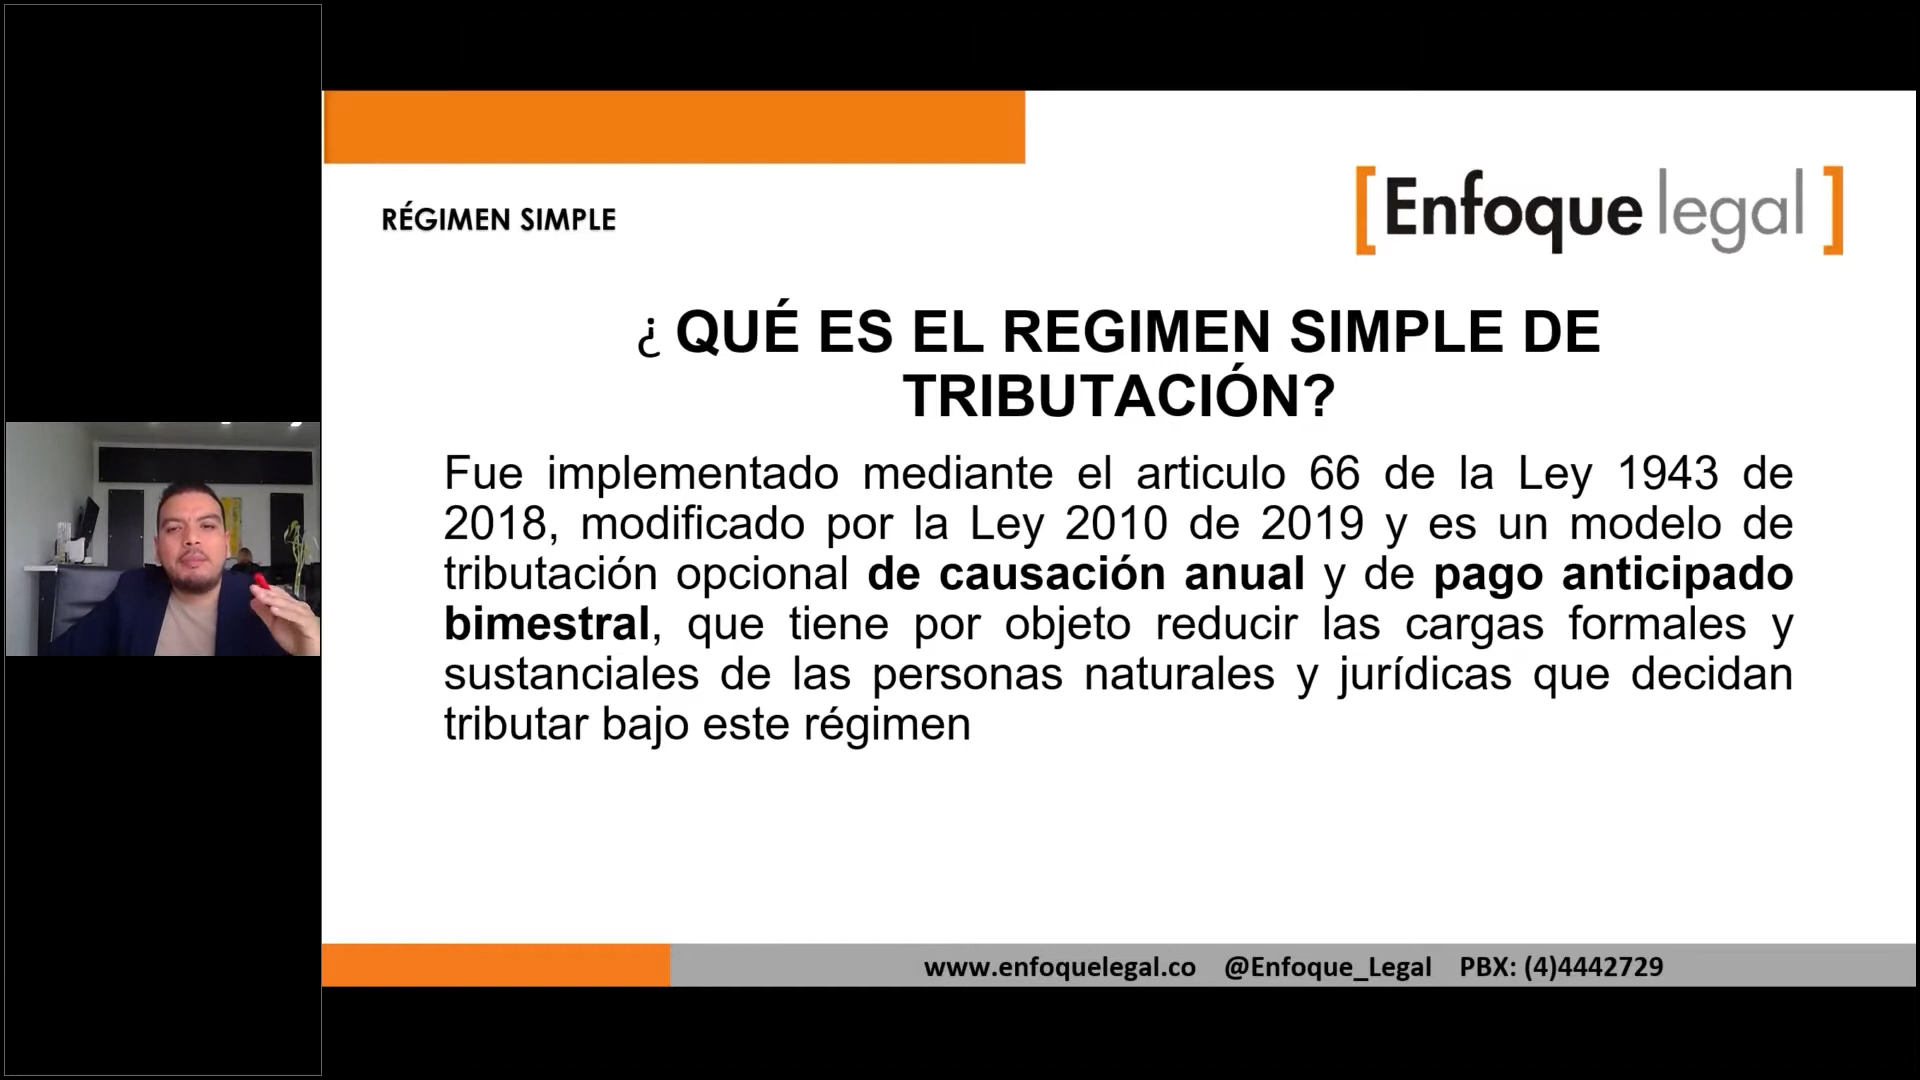 RÉGIMEN SIMPLE
[Enfoque legal]
¿ QUÉ ES EL REGIMEN SIMPLE DE
TRIBUTACIÓN?
Fue implementado mediante el articulo 66 de la Ley 1943 de
2018, modificado por la Ley 2010 de 2019 y es un modelo de
tributación opcional de causación anual y de pago anticipado
bimestral, que tiene por objeto reducir las cargas formales y
sustanciales de las personas naturales y jurídicas que decidan
tributar bajo este régimen
www.enfoquelegal.co @Enfoque_Legal PBX: (4)4442729